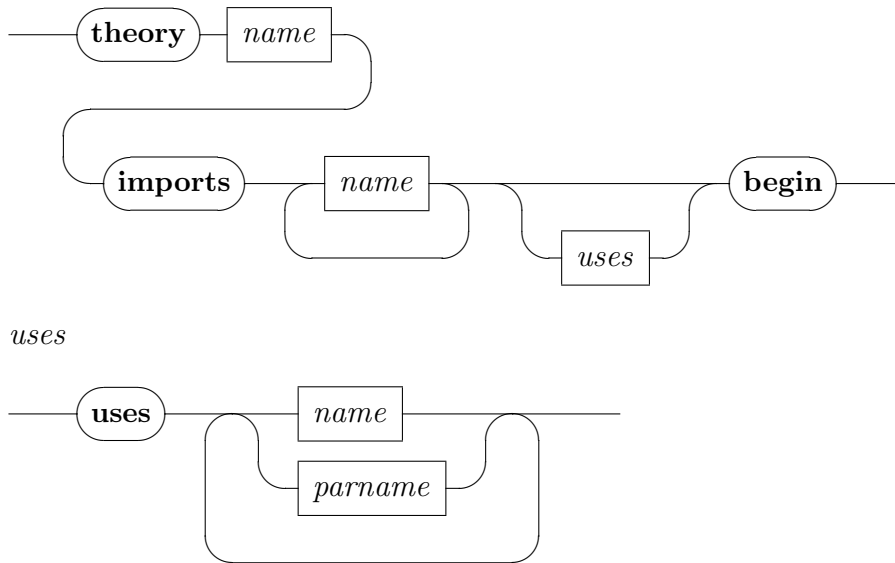 theory name
imports name begin
uses
uses
uses name
parname